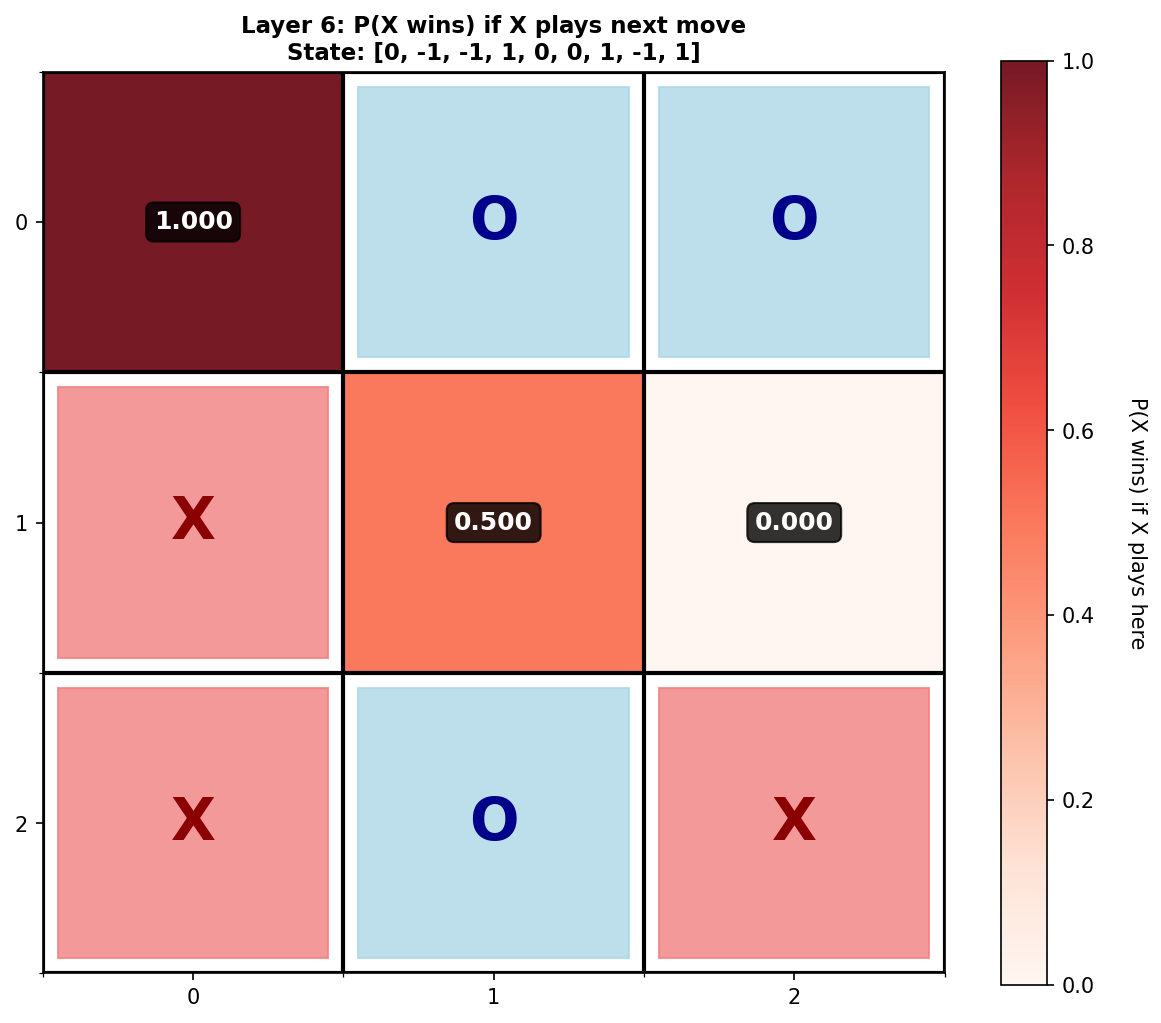 Layer 6: P(X wins) if X plays next move
State: [0, -1, -1, 1, 0, 0, 1, -1, 1]
0
1.000
O
O
1
X
0.500
0.000
2
X
O
X
0
1
2
1.0
0.8
0.6
0.4
0.2
0.0
P(X wins) if X plays here